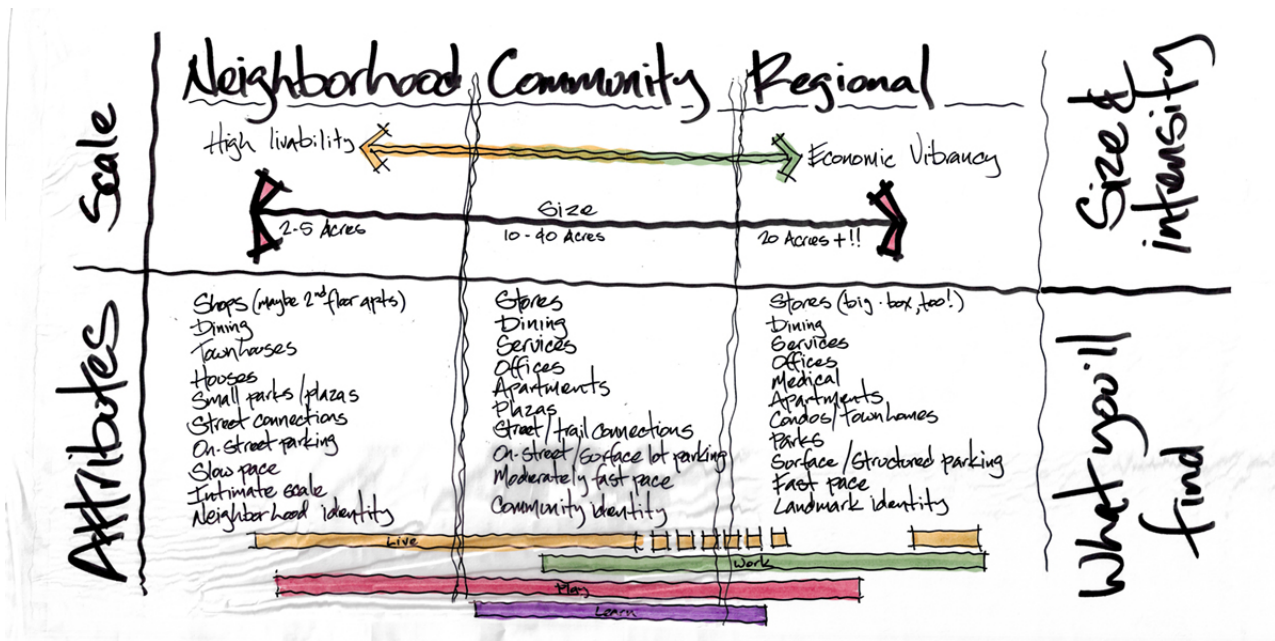 Scale
Neighborhood
Community
Regional
Size &
intensity
High livability
Economic Vibrancy
Size
2-5 Acres
10-40 Acres
20 Acres+!!
Attributes
Shops (maybe 2nd floor apts)
Dining
Townhouses
Houses
Small parks/plazas
Street connections
On-Street parking
Slow pace
Intimate scale
Neighborhood identity
Stores
Dining
Services
Offices
Apartments
Plazas
Street/trail connections
On-street/surface lot parking
Moderately fast pace
Community identity
Stores (big-box, too!)
Dining
Services
Offices
Medical
Apartments
Condos/townhomes
Parks
Surface/Structured parking
Fast pace
Landmark identity
What you'll
find
Live
Work
Play
Learn